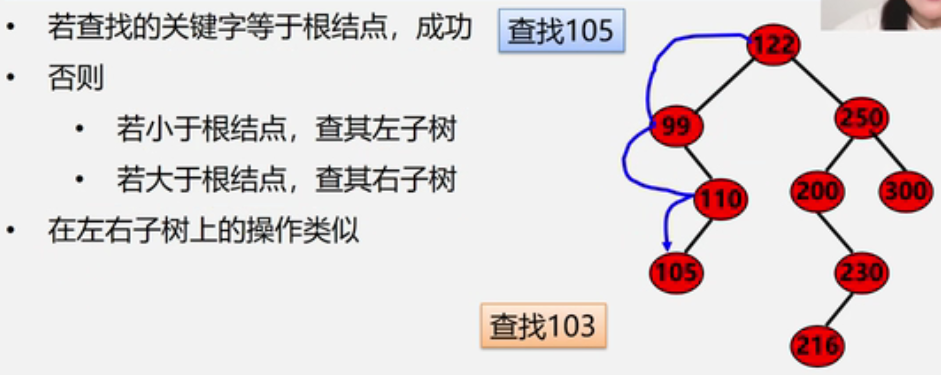 • 若查找的关键字等于根结点，成功
查找105
• 否则
• 若小于根结点，查其左子树
• 若大于根结点，查其右子树
• 在左右子树上的操作类似
查找103
122
99
250
110
200
300
105
230
216